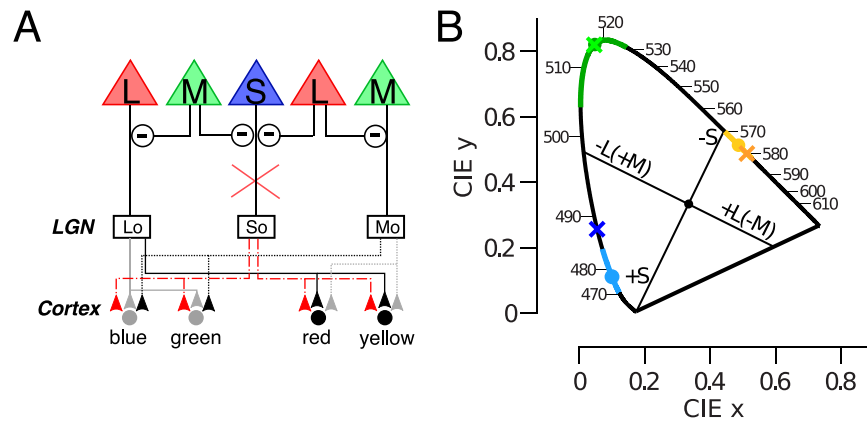 A
L M S L M
- - - -
LGN
Lo So Mo
Cortex
blue green red yellow
B
CIE y
0.8
0.6
0.4
0.2
0
520
530
540
550
560
570
580
590
600
610
510
500
490
480
470
-S
-L(+M)
+L(-M)
+S
0 0.2 0.4 0.6 0.8
CIE x